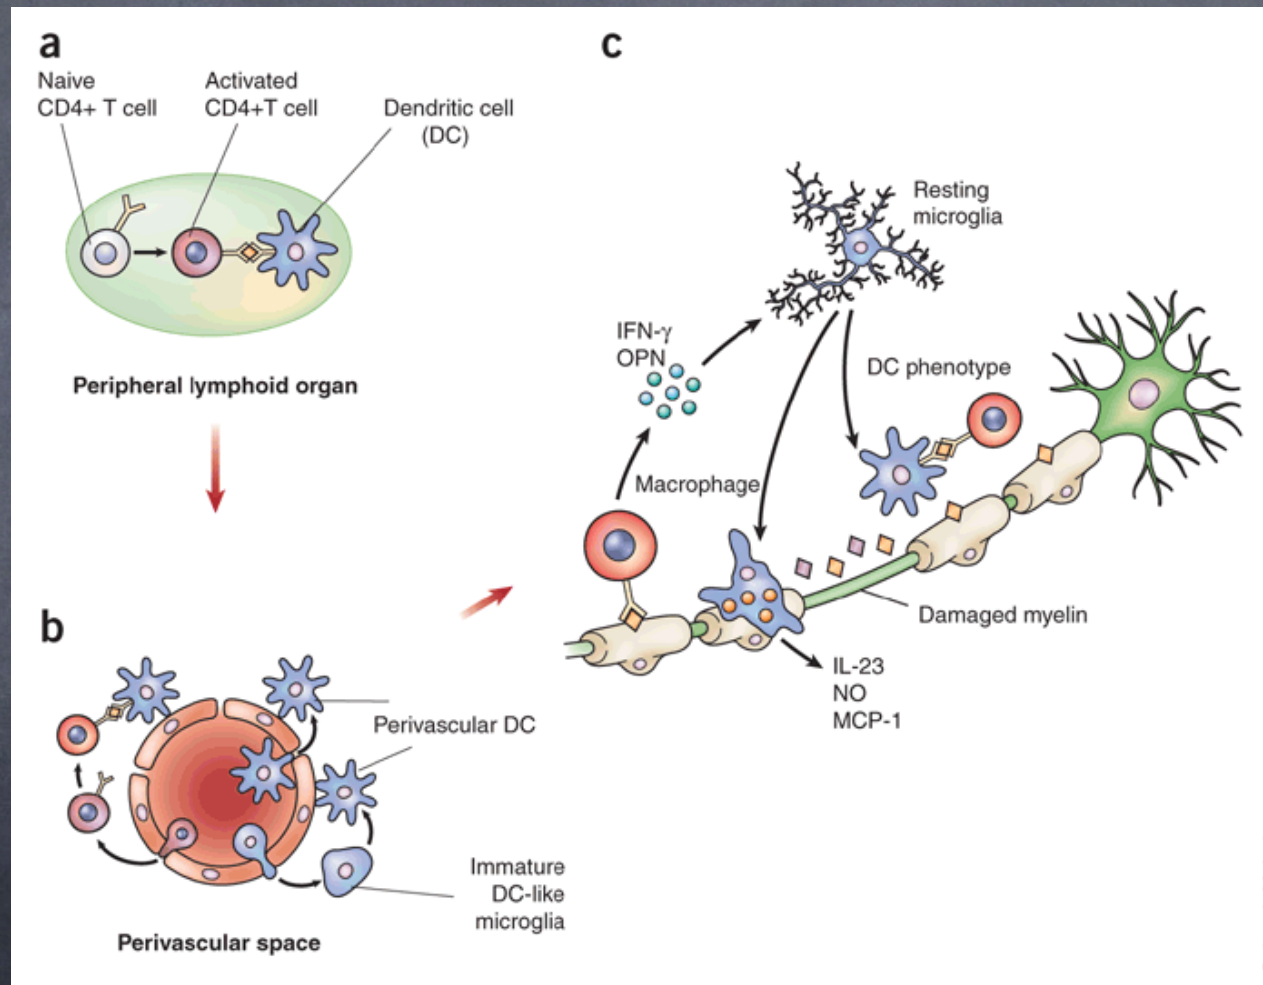 a
Naive
CD4+ T cell
Activated
CD4+T cell
Dendritic cell
(DC)
Peripheral lymphoid organ
b
Perivascular DC
Immature
DC-like
microglia
Perivascular space
c
Resting
microglia
IFN-γ
OPN
DC phenotype
Macrophage
Damaged myelin
IL-23
NO
MCP-1